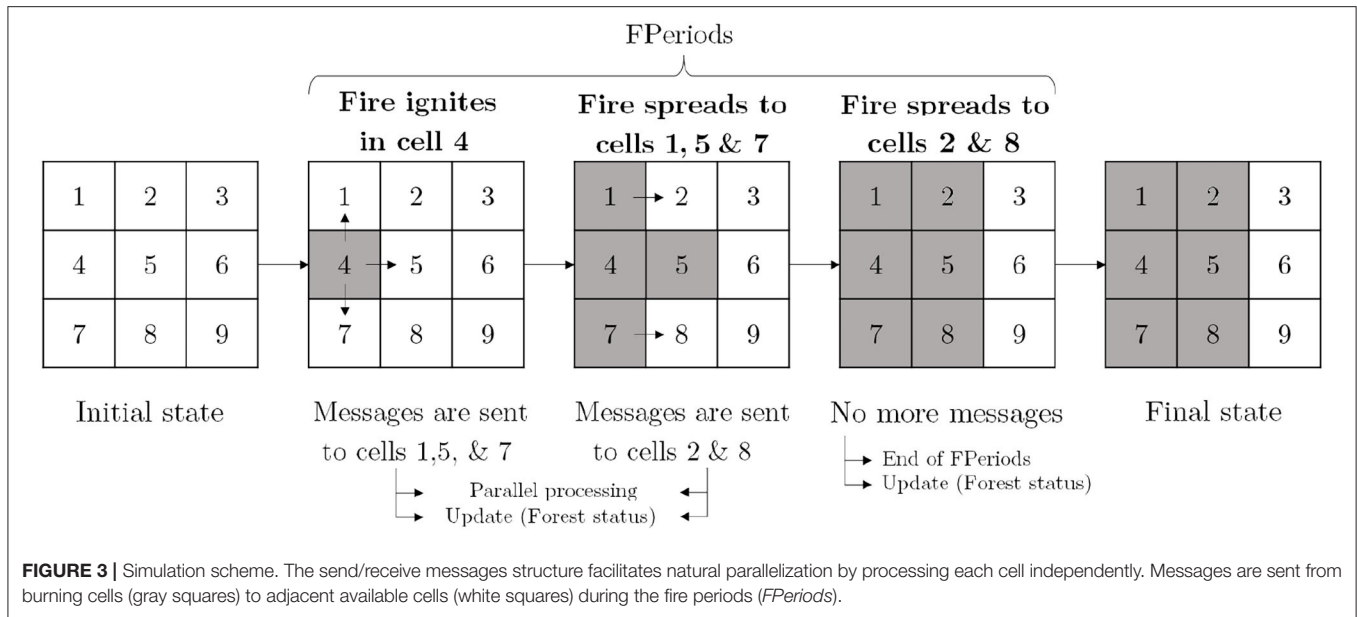 FPeriods
Fire ignites
in cell 4
Fire spreads to
cells 1, 5 & 7
Fire spreads to
cells 2 & 8
1 2 3
4 5 6
7 8 9
1 2 3
4 5 6
7 8 9
1 2 3
4 5 6
7 8 9
1 2 3
4 5 6
7 8 9
1 2 3
4 5 6
7 8 9
Initial state
Messages are sent
to cells 1,5, & 7
Messages are sent
to cells 2 & 8
Parallel processing
Update (Forest status)
No more messages
End of FPeriods
Update (Forest status)
Final state
FIGURE 3 | Simulation scheme. The send/receive messages structure facilitates natural parallelization by processing each cell independently. Messages are sent from
burning cells (gray squares) to adjacent available cells (white squares) during the fire periods (FPeriods).